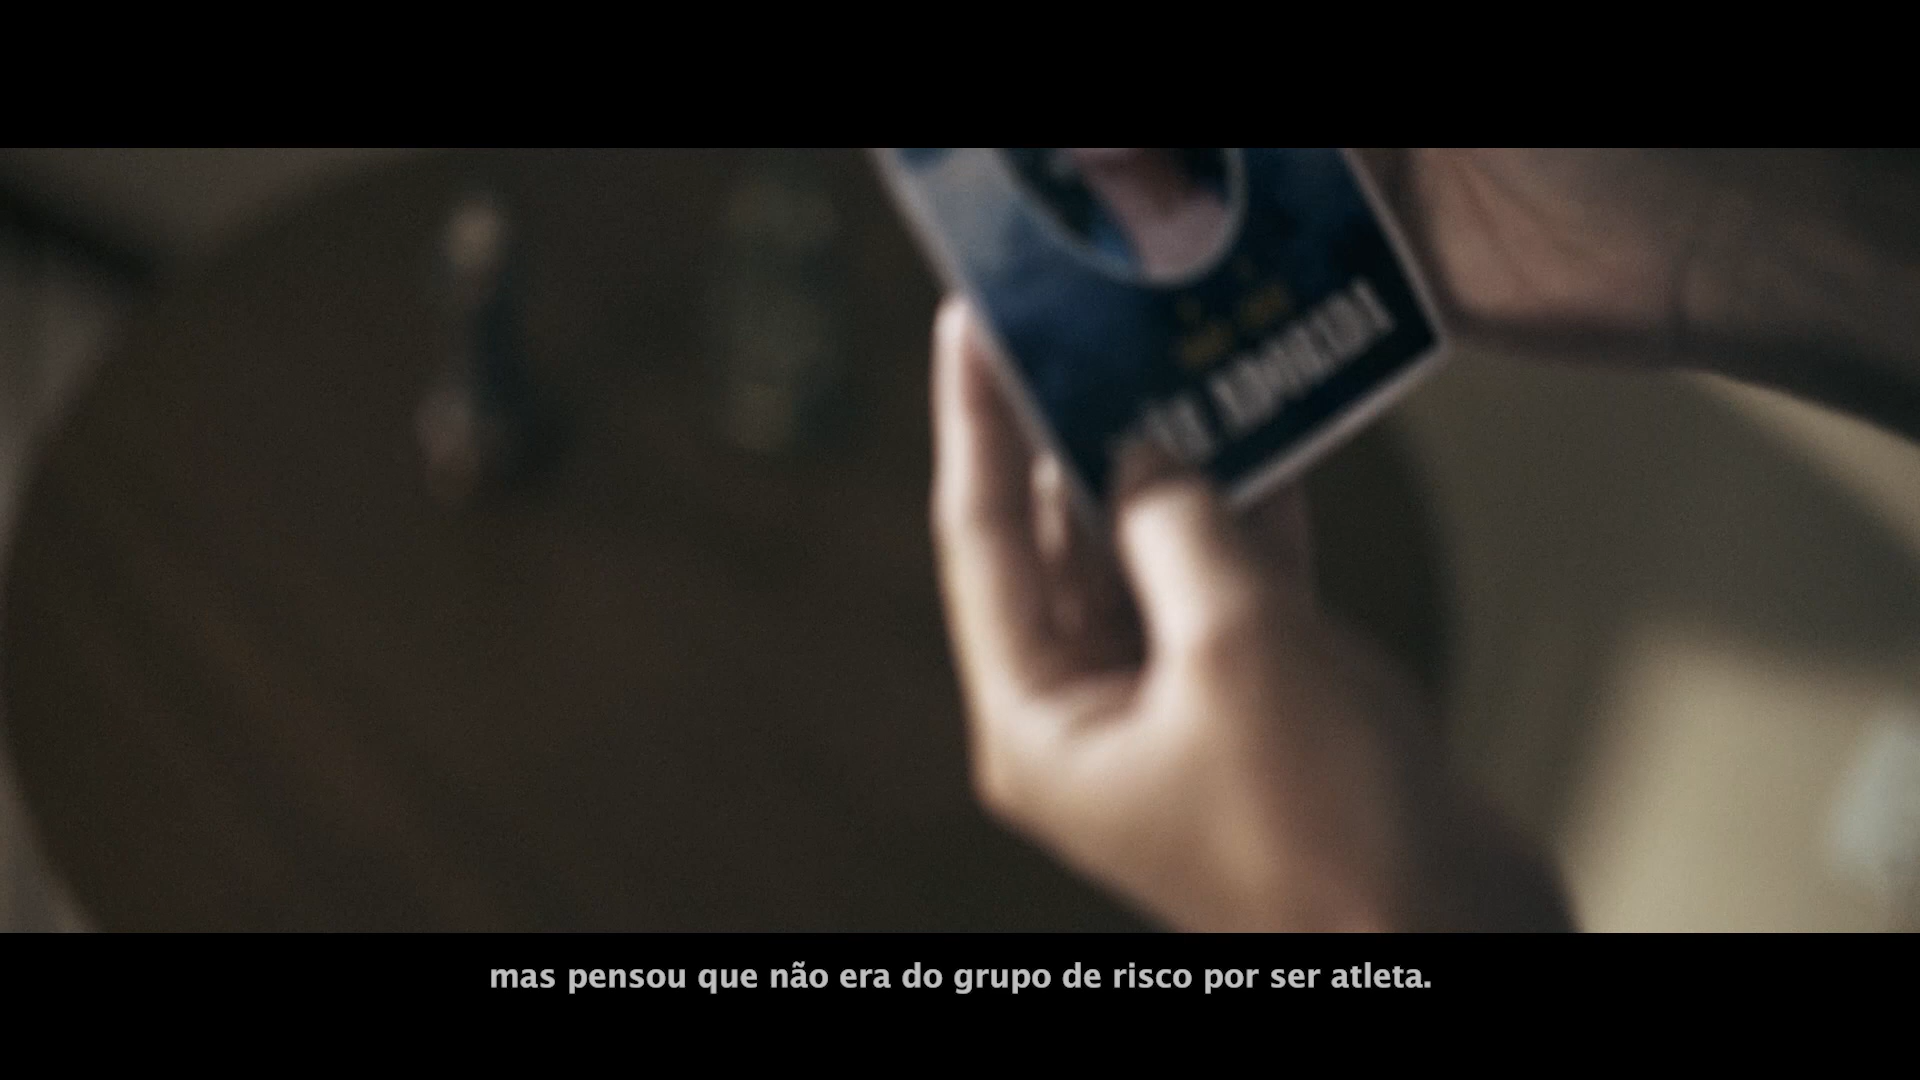 mas pensou que não era do grupo de risco por ser atleta.